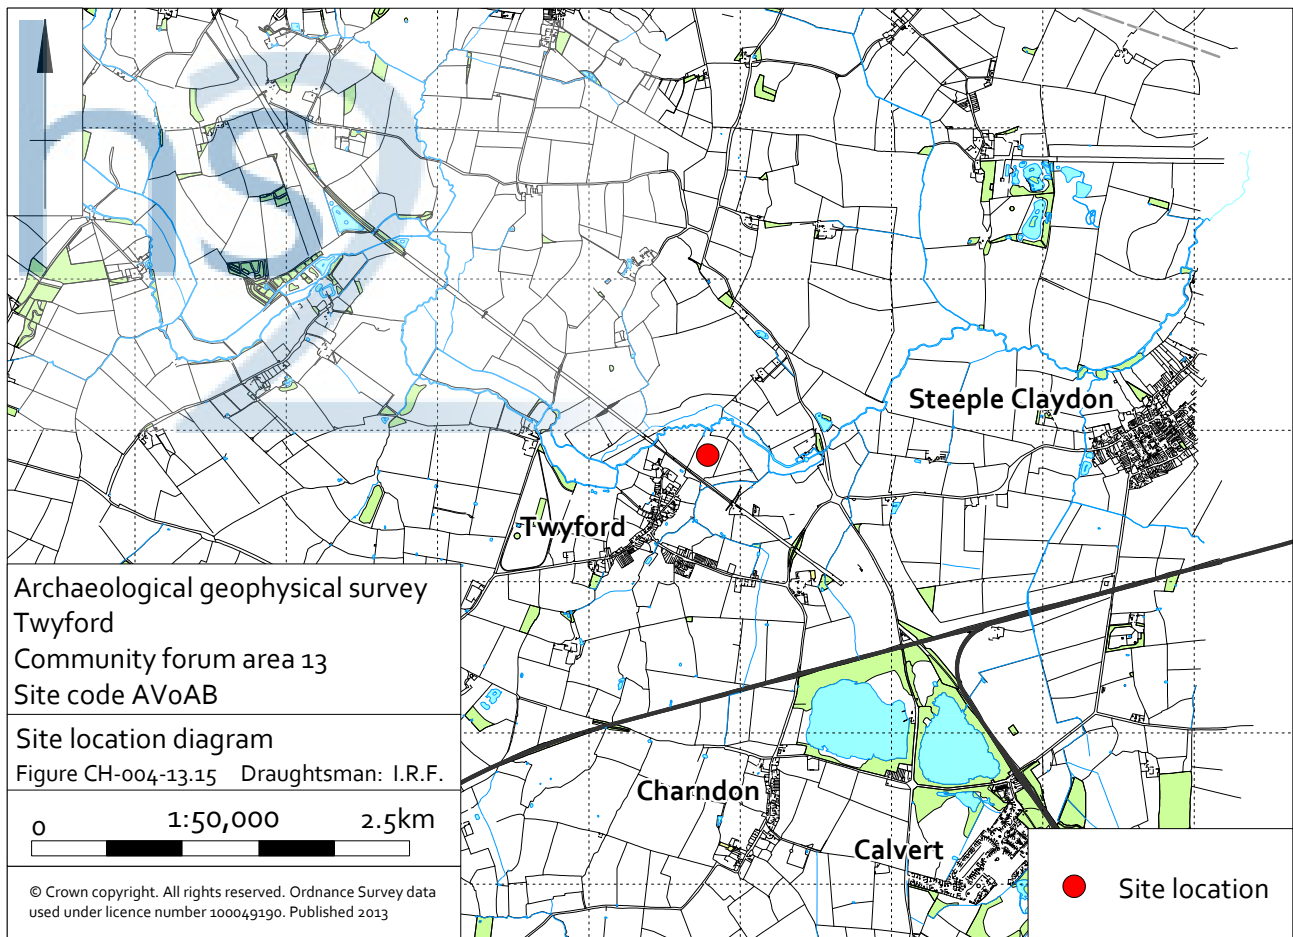 hs2
Steeple Claydon
Twyford
Archaeological geophysical survey
Twyford
Community forum area 13
Site code AV0AB
Site location diagram
Figure CH-004-13.15 Draughtsman: I.R.F.
0 1:50,000 2.5km
© Crown copyright. All rights reserved. Ordnance Survey data
used under licence number 100049190. Published 2013
Charndon
Calvert
Site location